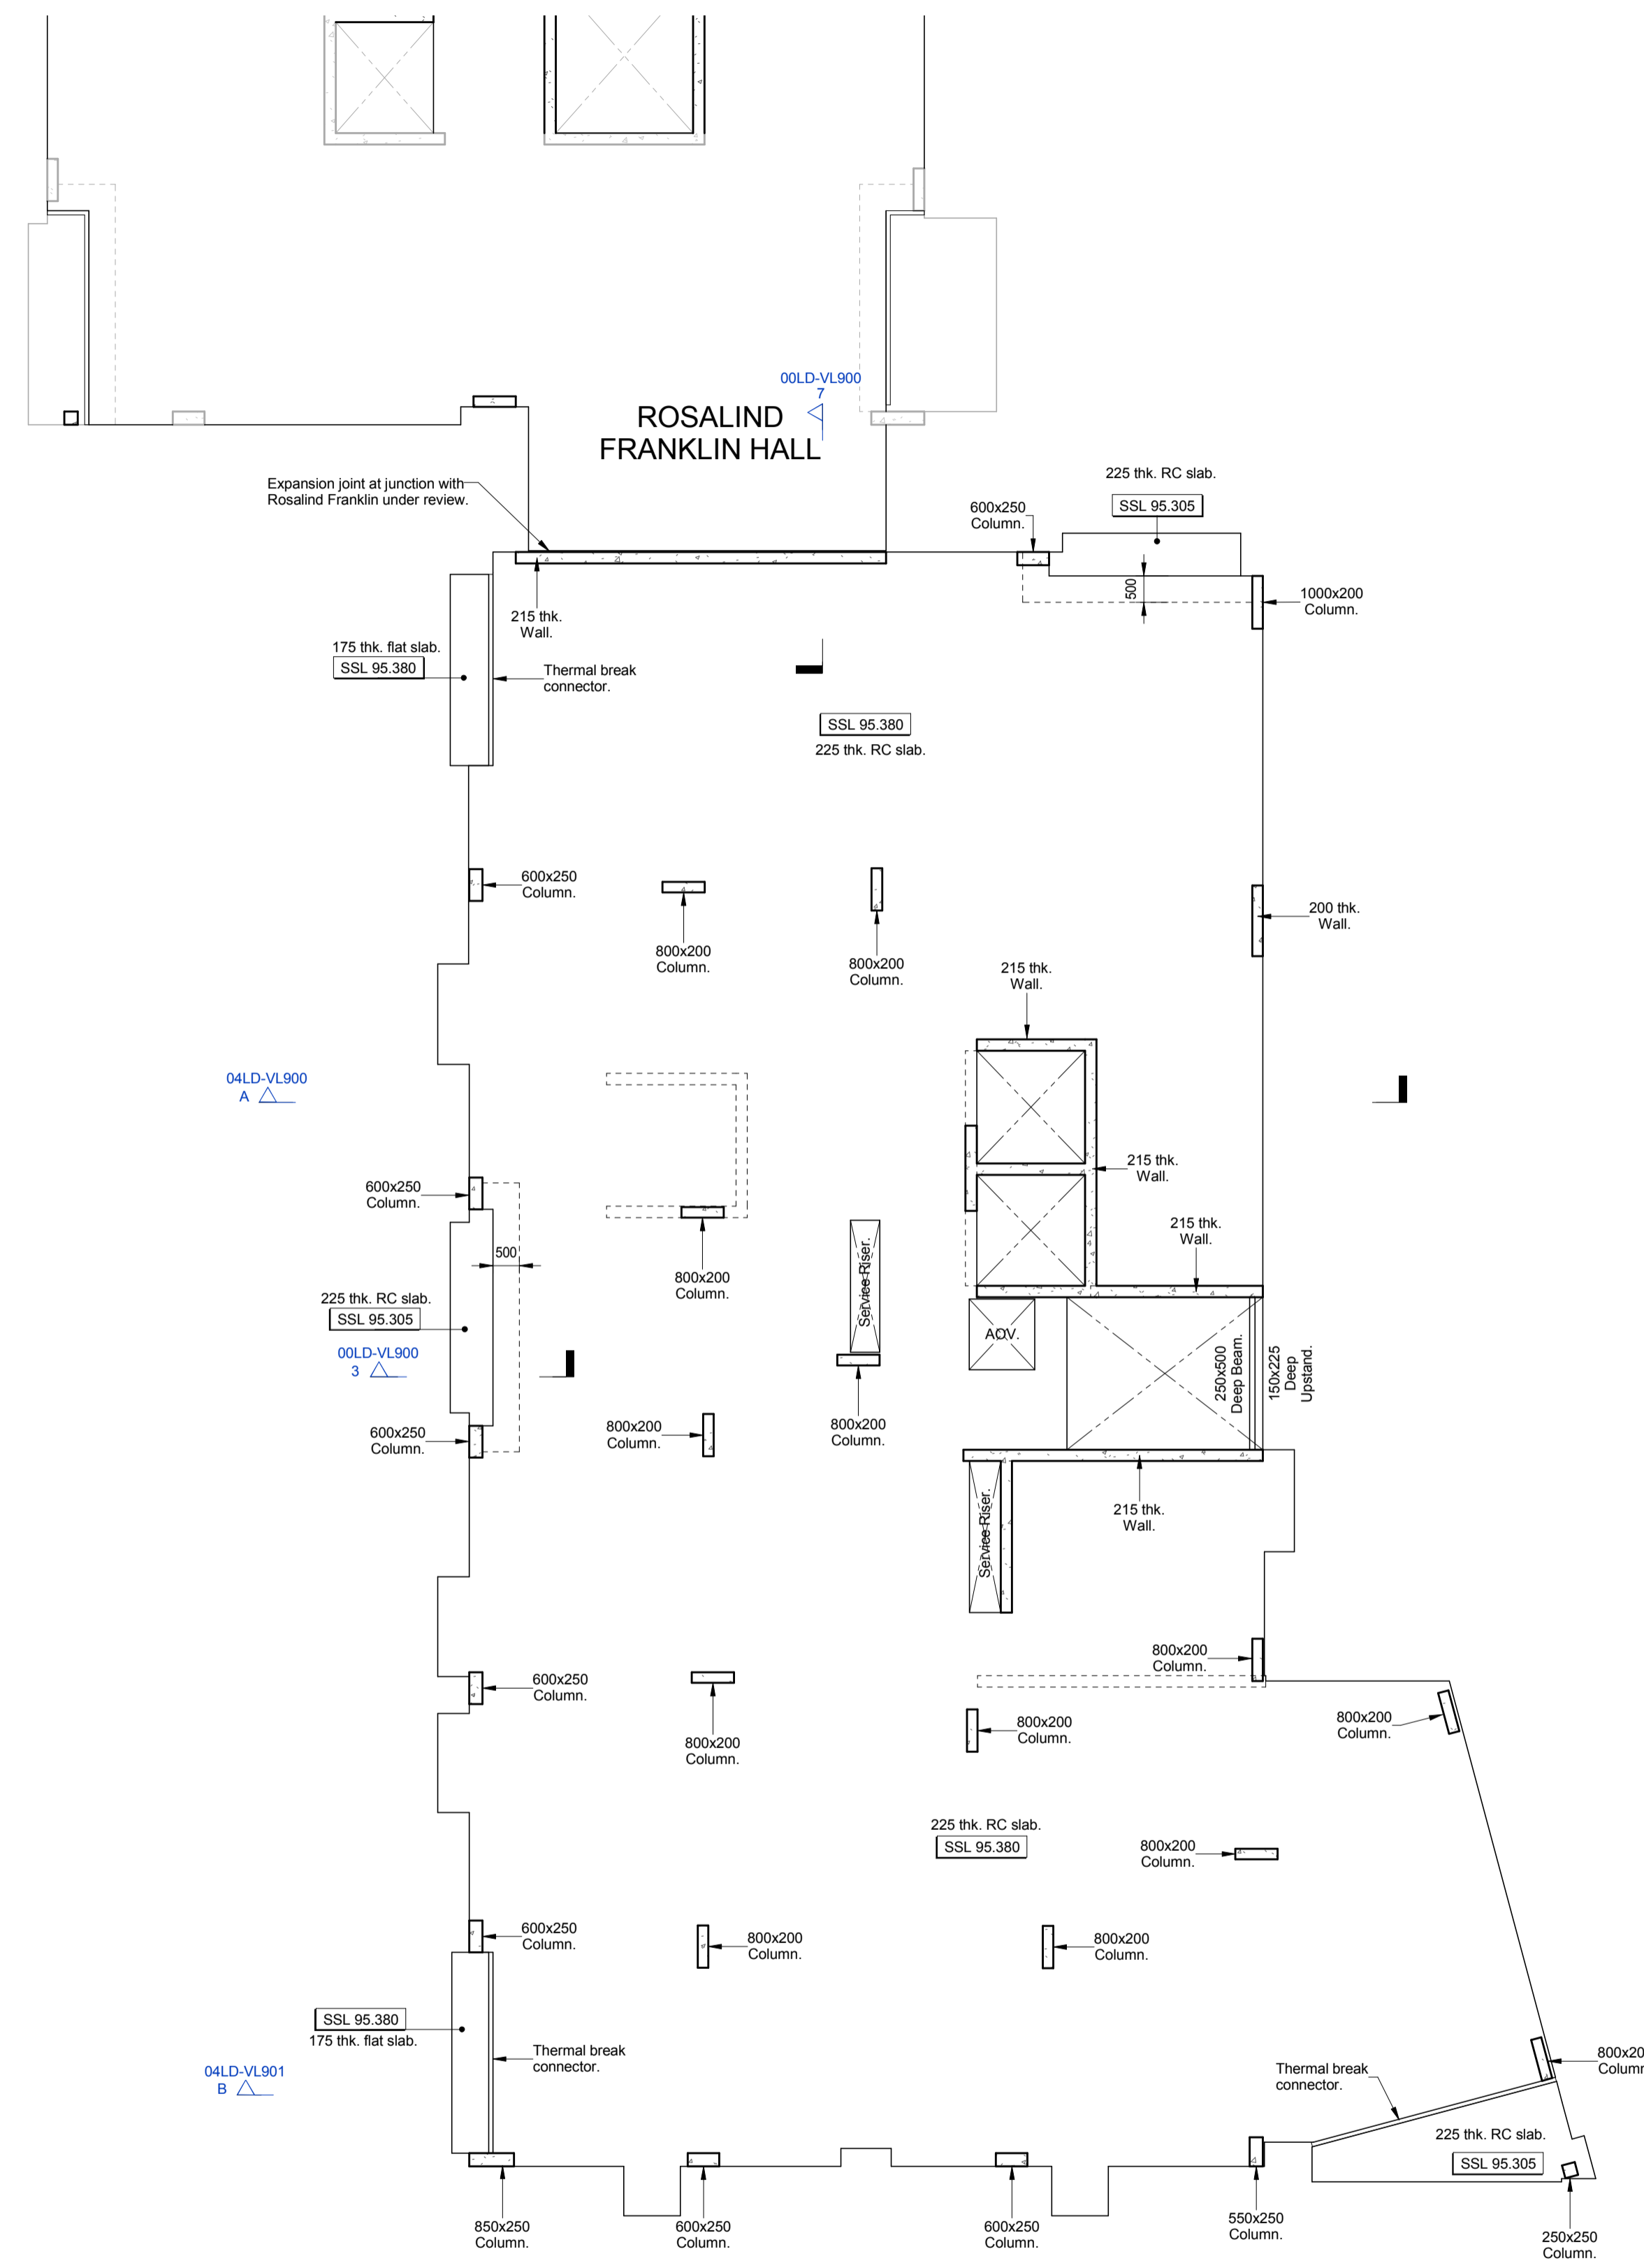 00LD-VL900
7
ROSALIND
FRANKLIN HALL
Expansion joint at junction with
Rosalind Franklin under review.
225 thk. RC slab.
SSL 95.305
600x250
Column.
500
1000x200
Column.
215 thk.
Wall.
175 thk. flat slab.
SSL 95.380
Thermal break
connector.
SSL 95.380
225 thk. RC slab.
600x250
Column.
800x200
Column.
800x200
Column.
200 thk.
Wall.
215 thk.
Wall.
04LD-VL900
A
215 thk.
Wall.
600x250
Column.
215 thk.
Wall.
500
800x200
Column.
Service Riser.
225 thk. RC slab.
SSL 95.305
AOV.
250x500
Deep Beam.
150x225
Deep
Upstand.
00LD-VL900
3
600x250
Column.
800x200
Column.
800x200
Column.
215 thk.
Wall.
Service Riser.
800x200
Column.
600x250
Column.
800x200
Column.
800x200
Column.
800x200
Column.
225 thk. RC slab.
SSL 95.380
800x200
Column.
600x250
Column.
800x200
Column.
800x200
Column.
SSL 95.380
175 thk. flat slab.
Thermal break
connector.
04LD-VL901
B
Thermal break
connector.
800x20
Colum
225 thk. RC slab.
SSL 95.305
850x250
Column.
600x250
Column.
600x250
Column.
550x250
Column.
250x250
Column.